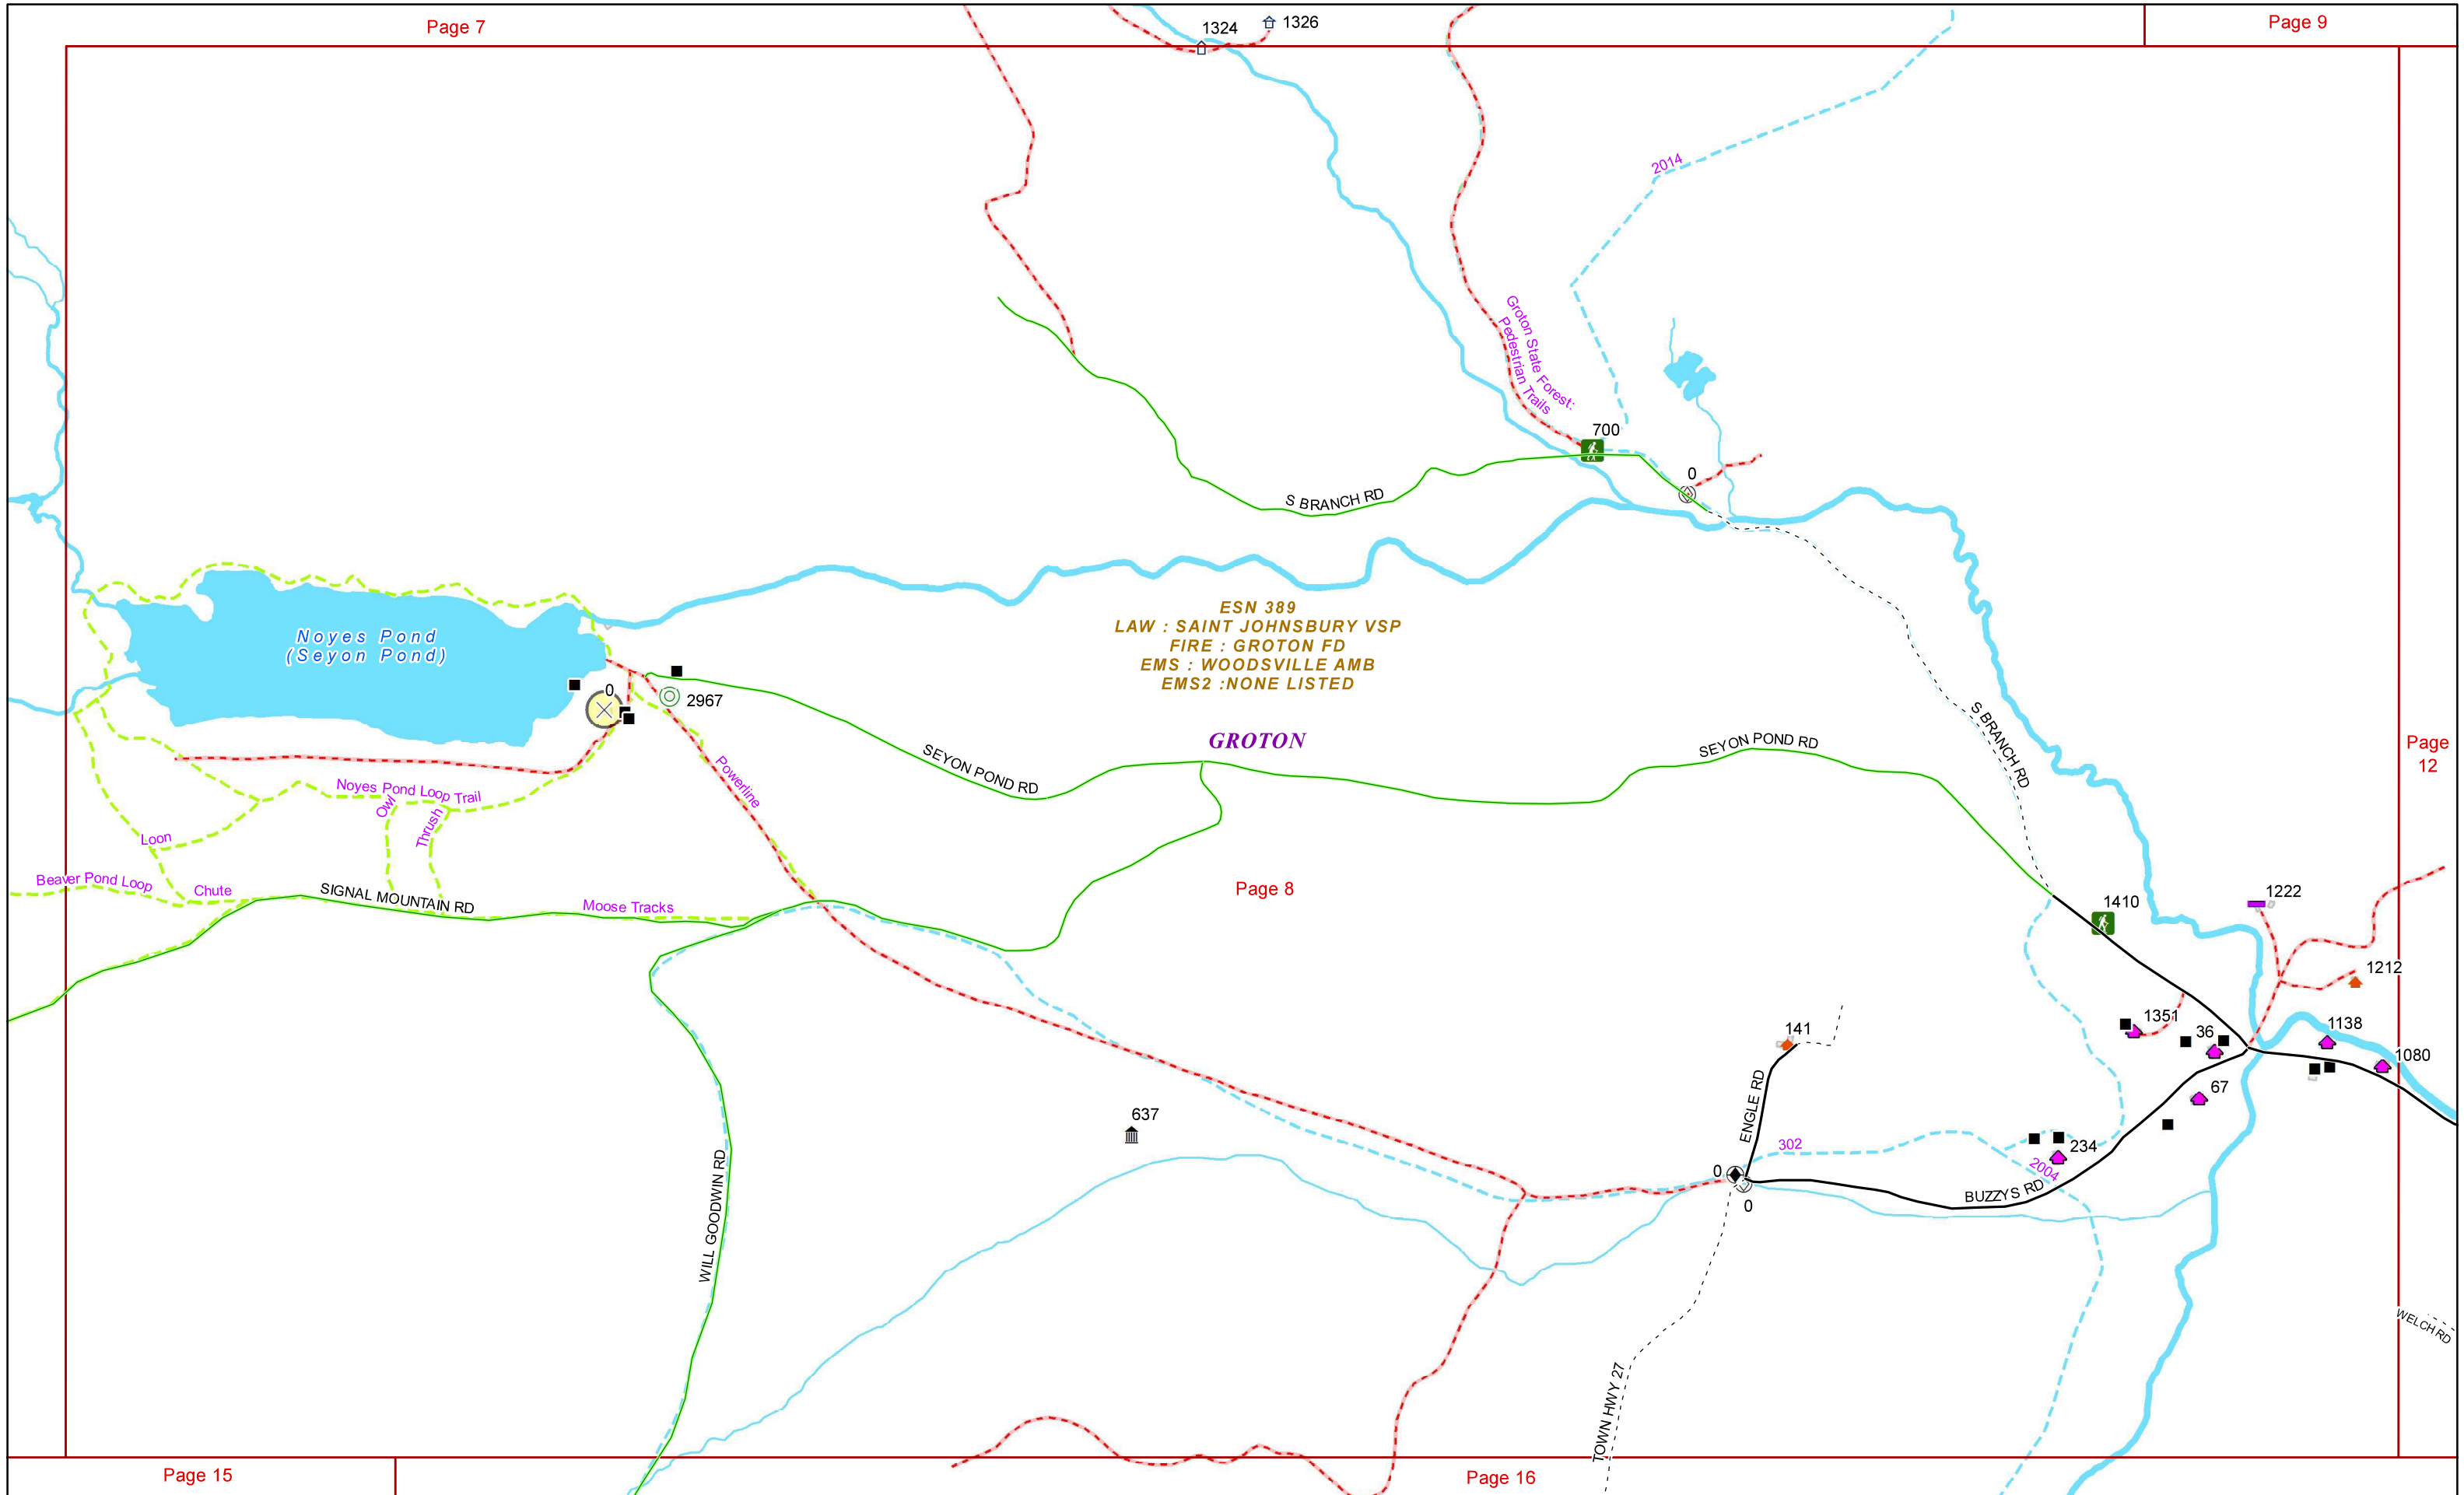 Page 7
Page 9
1324
1326
2014
Groton State Forest:
Pedestrian Trails
700
0
S BRANCH RD
ESN 389
LAW : SAINT JOHNSBURY VSP
FIRE : GROTON FD
EMS : WOODSVILLE AMB
EMS2 :NONE LISTED
Noyes Pond
(Seyon Pond)
0
2967
GROTON
SEYON POND RD
SEYON POND RD
S BRANCH RD
Page
12
Powerline
Noyes Pond Loop Trail
Owl
Thrush
Loon
Beaver Pond Loop
Chute
SIGNAL MOUNTAIN RD
Moose Tracks
Page 8
1222
1410
1212
1351
36
1138
1080
67
141
ENGLE RD
637
302
234
2004
0
0
BUZZYS RD
WILL GOODWIN RD
TOWN HWY 27
WELCH RD
Page 15
Page 16